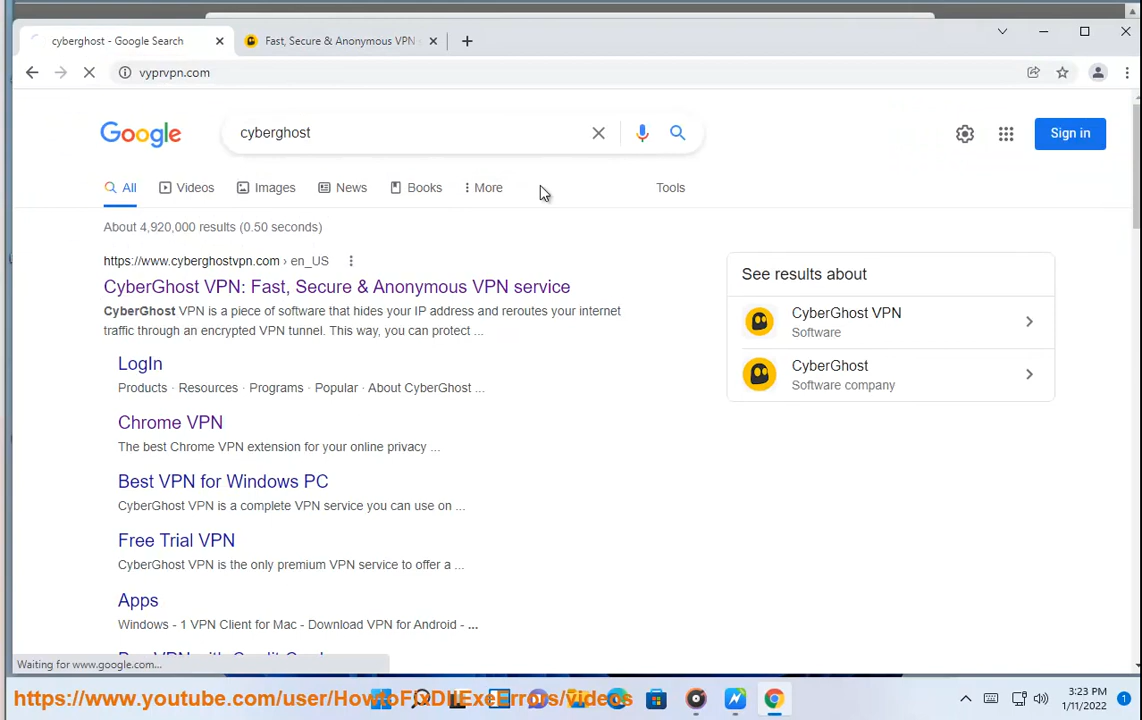 cyberghost - Google Search
Fast, Secure & Anonymous VPN
vyprvpn.com
Google
cyberghost
Sign in
All
Videos
Images
News
Books
More
Tools
About 4,920,000 results (0.50 seconds)
https://www.cyberghostvpn.com › en_US
CyberGhost VPN: Fast, Secure & Anonymous VPN service
CyberGhost VPN is a piece of software that hides your IP address and reroutes your internet
traffic through an encrypted VPN tunnel. This way, you can protect ...
LogIn
Products · Resources · Programs · Popular · About CyberGhost ...
Chrome VPN
The best Chrome VPN extension for your online privacy ...
Best VPN for Windows PC
CyberGhost VPN is a complete VPN service you can use on ...
Free Trial VPN
CyberGhost VPN is the only premium VPN service to offer a ...
Apps
Windows - 1 VPN Client for Mac - Download VPN for Android - ...
See results about
CyberGhost VPN
Software
CyberGhost
Software company
Waiting for www.google.com...
https://www.youtube.com/user/HowtoFixDllExeErrors/videos
3:23 PM
1/11/2022
1